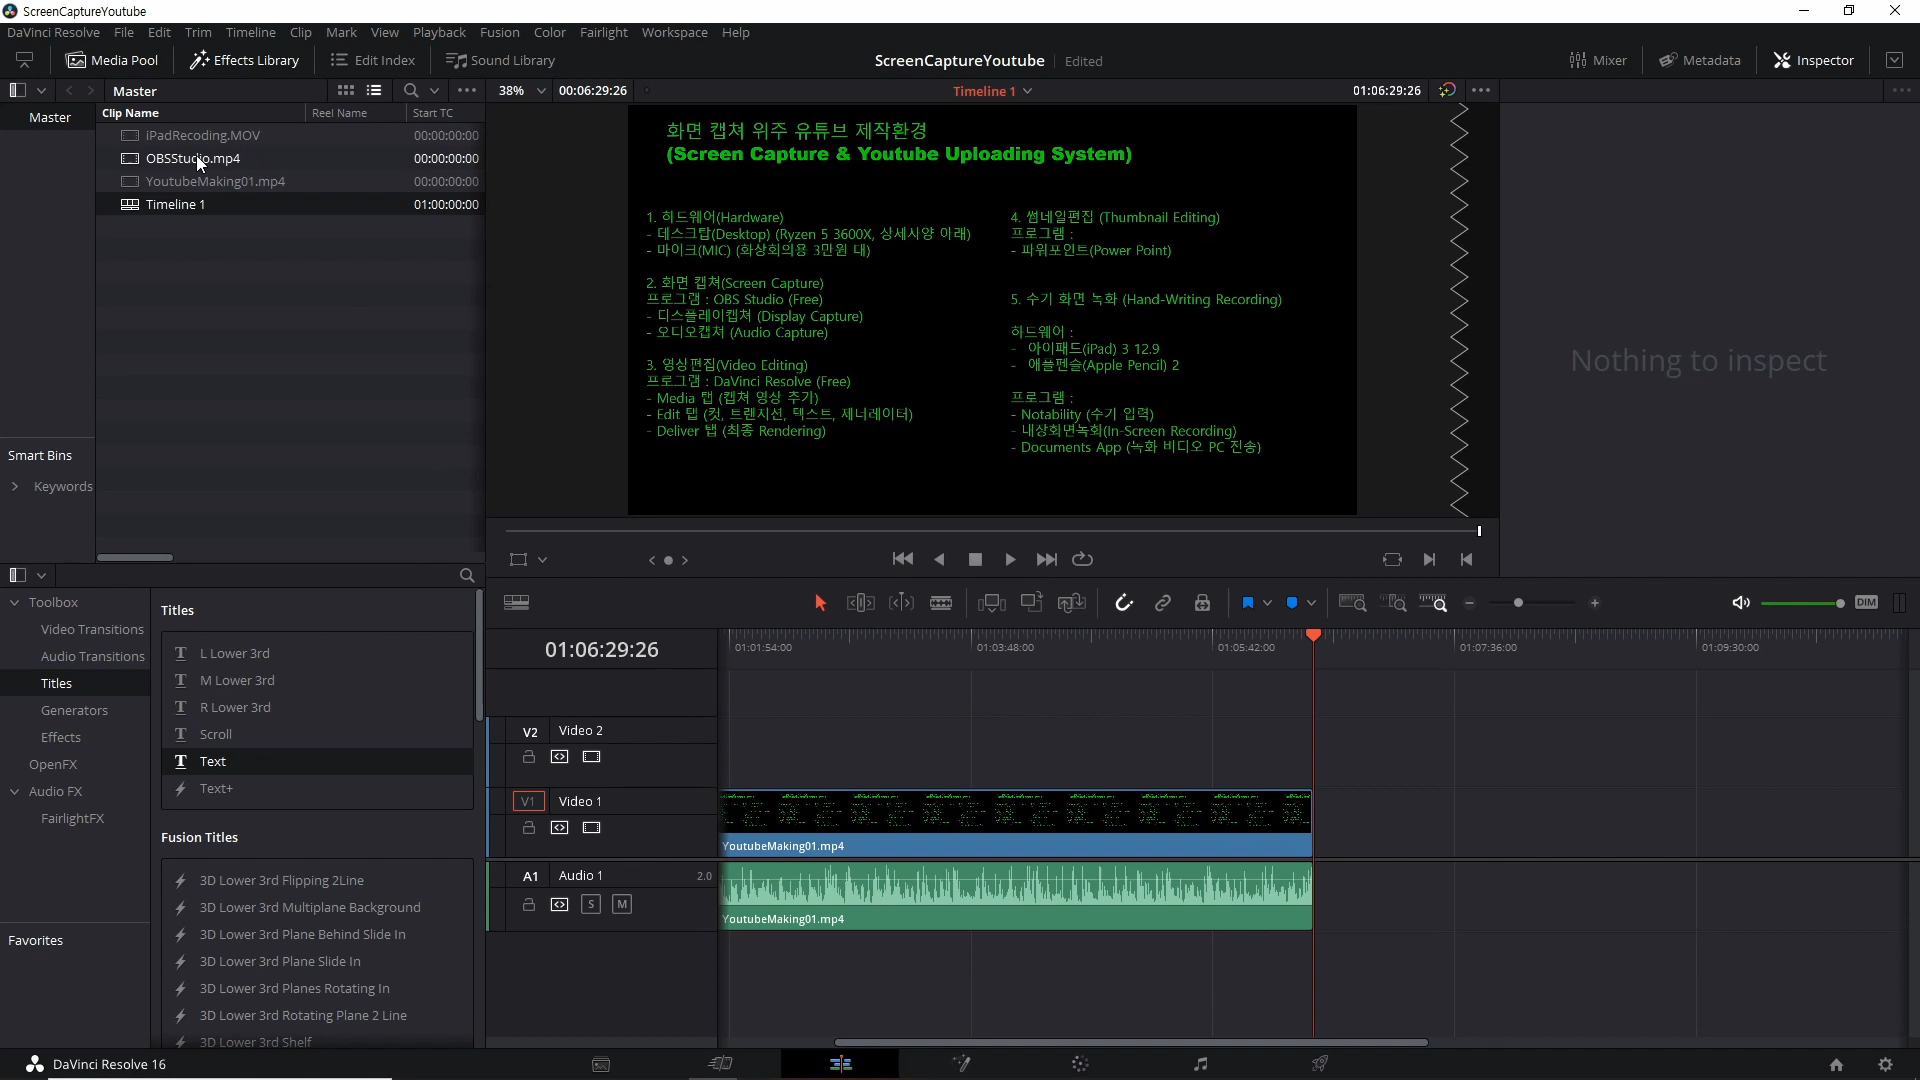 ScreenCaptureYoutube
DaVinci Resolve File Edit Trim Timeline Clip Mark View Playback Fusion Color Fairlight Workspace Help
Media Pool Effects Library Edit Index Sound Library ScreenCaptureYoutube Edited Mixer Metadata Inspector
Master 38% 00:06:29:26 Timeline 1 01:06:29:26
Master
Clip Name Reel Name Start TC
iPadRecoding.MOV 00:00:00:00
OBSStudio.mp4 00:00:00:00
YoutubeMaking01.mp4 00:00:00:00
Timeline 1 01:00:00:00
Smart Bins
Keywords
화면 캡쳐 위주 유튜브 제작환경
(Screen Capture & Youtube Uploading System)
1. 히드웨어(Hardware)
- 데스크탑(Desktop) (Ryzen 5 3600X, 상세사양 이래)
- 마이크(MIC) (화상회의용 3만원 대)
2. 화면 캡쳐(Screen Capture)
프로그램 : OBS Studio (Free)
- 디스플레이캡쳐 (Display Capture)
- 오디오캡쳐 (Audio Capture)
3. 영상편집(Video Editing)
프로그램 : DaVinci Resolve (Free)
- Media 탭 (캡쳐 영상 추가)
- Edit 탭 (컷, 트랜지션, 텍스트, 제너레이터)
- Deliver 탭 (최종 Rendering)
4. 썸네일편집 (Thumbnail Editing)
프로그램 :
- 파워포인트(Power Point)
5. 수기 화면 녹화 (Hand-Writing Recording)
하드웨어 :
- 아이패드(iPad) 3 12.9
- 애플펜슬(Apple Pencil) 2
프로그램 :
- Notability (수기 입력)
- 내장화면녹화(In-Screen Recording)
- Documents App (녹화 비디오 PC 전송)
Nothing to inspect
Toolbox
Video Transitions
Audio Transitions
Titles
Generators
Effects
OpenFX
Audio FX
FairlightFX
Favorites
Titles
L Lower 3rd
M Lower 3rd
R Lower 3rd
Scroll
Text
Text+
Fusion Titles
3D Lower 3rd Flipping 2Line
3D Lower 3rd Multiplane Background
3D Lower 3rd Plane Behind Slide In
3D Lower 3rd Plane Slide In
3D Lower 3rd Planes Rotating In
3D Lower 3rd Rotating Plane 2 Line
3D Lower 3rd Shelf
DIM
01:06:29:26 01:01:54:00 01:03:48:00 01:05:42:00 01:07:36:00 01:09:30:00
V2 Video 2
V1 Video 1
YoutubeMaking01.mp4
A1 Audio 1 2.0
S M
YoutubeMaking01.mp4
DaVinci Resolve 16